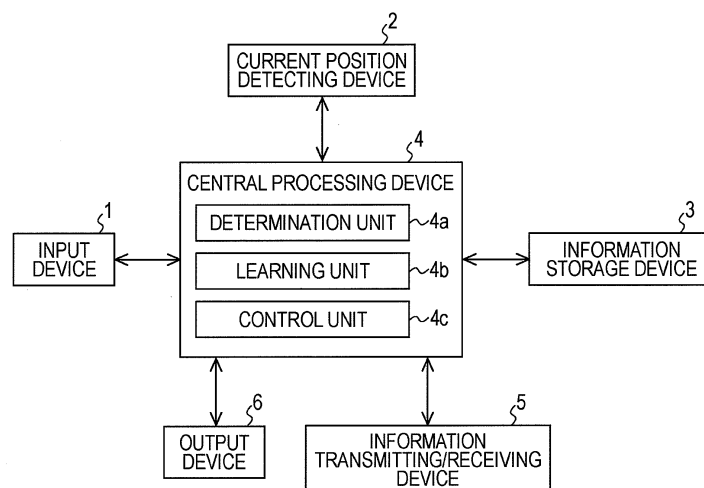 2
CURRENT POSITION
DETECTING DEVICE
4
CENTRAL PROCESSING DEVICE
DETERMINATION UNIT 4a
LEARNING UNIT 4b
CONTROL UNIT 4c
1
INPUT
DEVICE
3
INFORMATION
STORAGE DEVICE
6
OUTPUT
DEVICE
5
INFORMATION
TRANSMITTING/RECEIVING
DEVICE